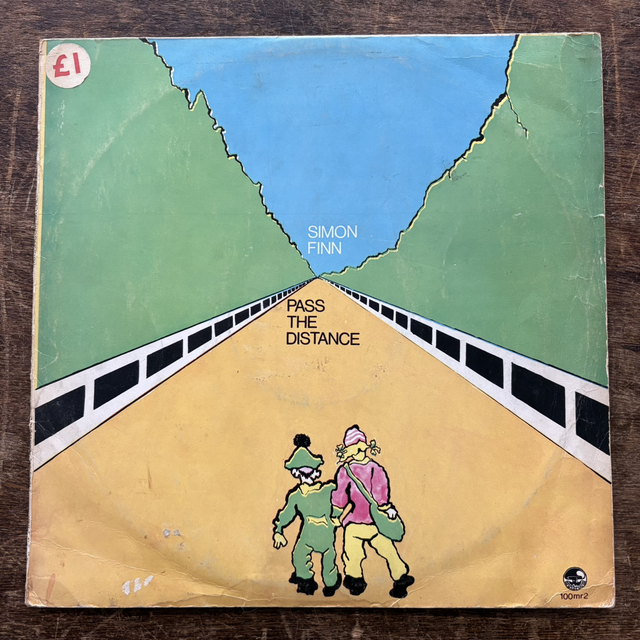 £1
SIMON
FINN
PASS
THE
DISTANCE
100mr2